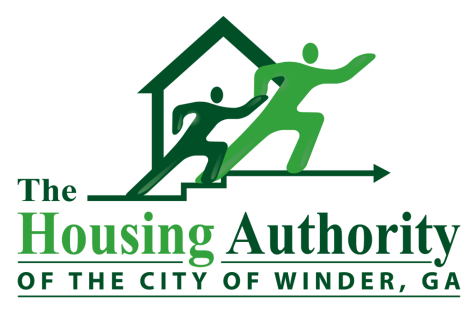 The
Housing Authority
OF THE CITY OF WINDER, GA